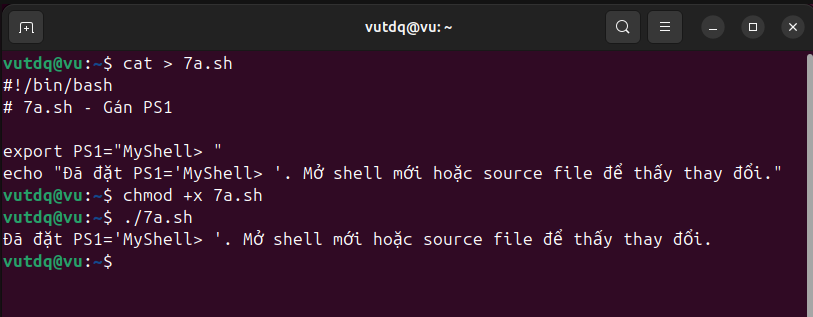 vutdq@vu: ~
vutdq@vu:~$ cat > 7a.sh
#!/bin/bash
# 7a.sh - Gán PS1

export PS1="MyShell> "
echo "Đã đặt PS1='MyShell> '. Mở shell mới hoặc source file để thấy thay đổi."
vutdq@vu:~$ chmod +x 7a.sh
vutdq@vu:~$ ./7a.sh
Đã đặt PS1='MyShell> '. Mở shell mới hoặc source file để thấy thay đổi.
vutdq@vu:~$